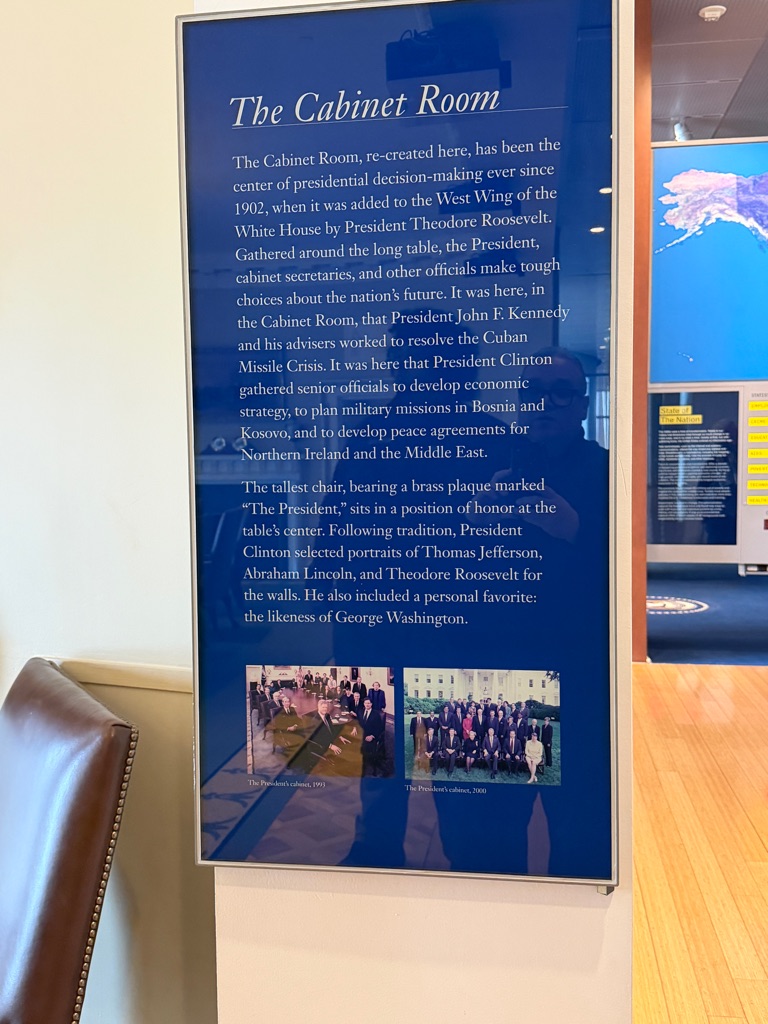 The Cabinet Room
The Cabinet Room, re-created here, has been the
center of presidential decision-making ever since
1902, when it was added to the West Wing of the
White House by President Theodore Roosevelt.
Gathered around the long table, the President,
cabinet secretaries, and other officials make tough
choices about the nation's future. It was here, in
the Cabinet Room, that President John F. Kennedy
and his advisers worked to resolve the Cuban
Missile Crisis. It was here that President Clinton
gathered senior officials to develop economic
strategy, to plan military missions in Bosnia and
Kosovo, and to develop peace agreements for
Northern Ireland and the Middle East.
The tallest chair, bearing a brass plaque marked
“The President,” sits in a position of honor at the
table's center. Following tradition, President
Clinton selected portraits of Thomas Jefferson,
Abraham Lincoln, and Theodore Roosevelt for
the walls. He also included a personal favorite:
the likeness of George Washington.
The President's cabinet, 1993
The President's cabinet, 2000
State of
The Nation